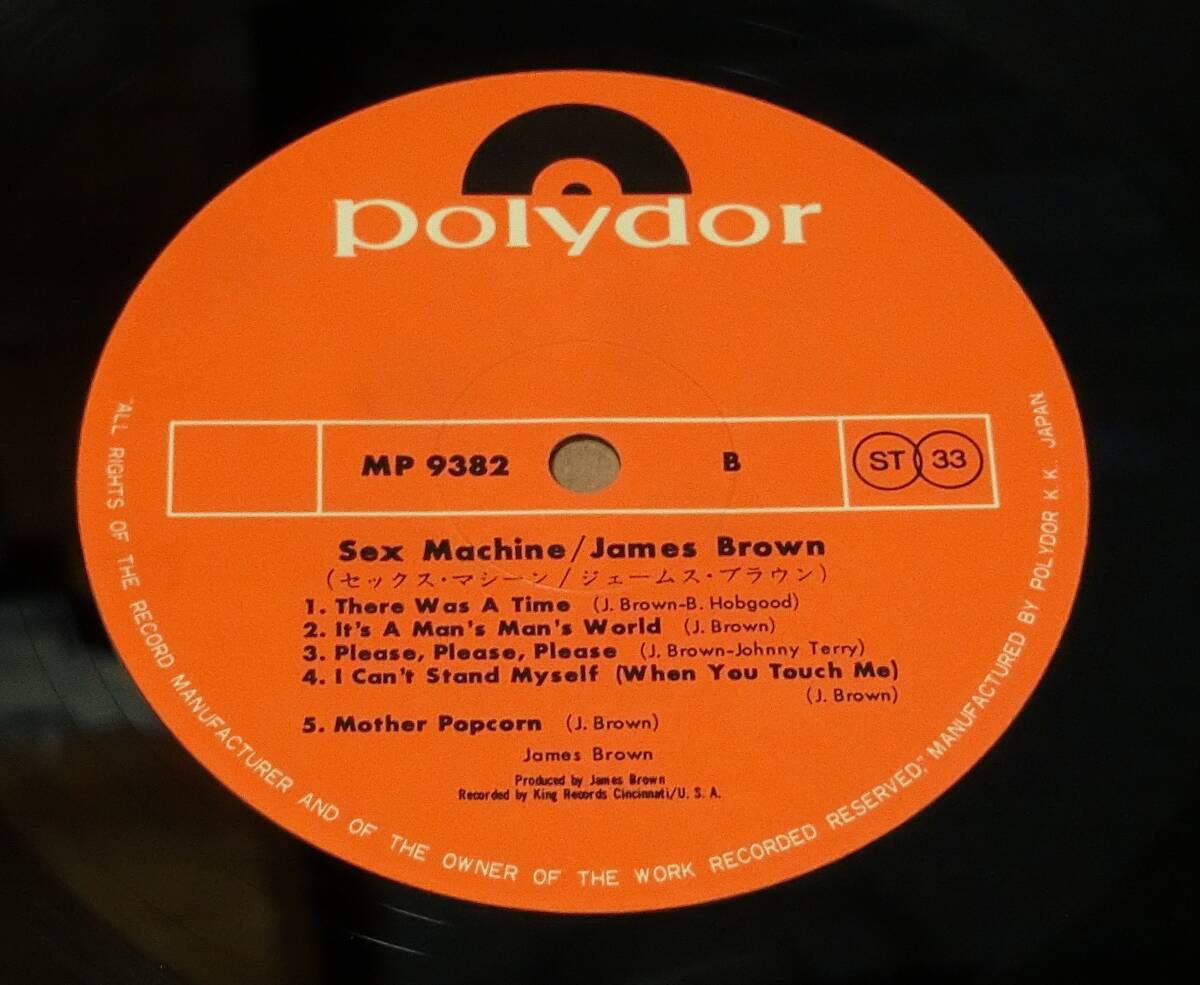 polydor
MP 9382
B
ST 33
Sex Machine/James Brown
(セックス・マシーン/ジェームス・ブラウン)
1. There Was A Time (J. Brown-B. Hobgood)
2. It's A Man's Man's World (J. Brown)
3. Please, Please, Please (J. Brown-Johnny Terry)
4. I Can't Stand Myself (When You Touch Me)
(J. Brown)
5. Mother Popcorn (J. Brown)
James Brown
Produced by James Brown
Recorded by King Records Cincinnati/U. S. A.
"ALL RIGHTS OF THE RECORD MANUFACTURER AND OF THE OWNER OF THE WORK RECORDED RESERVED," MANUFACTURED BY POLYDOR K. K. JAPAN